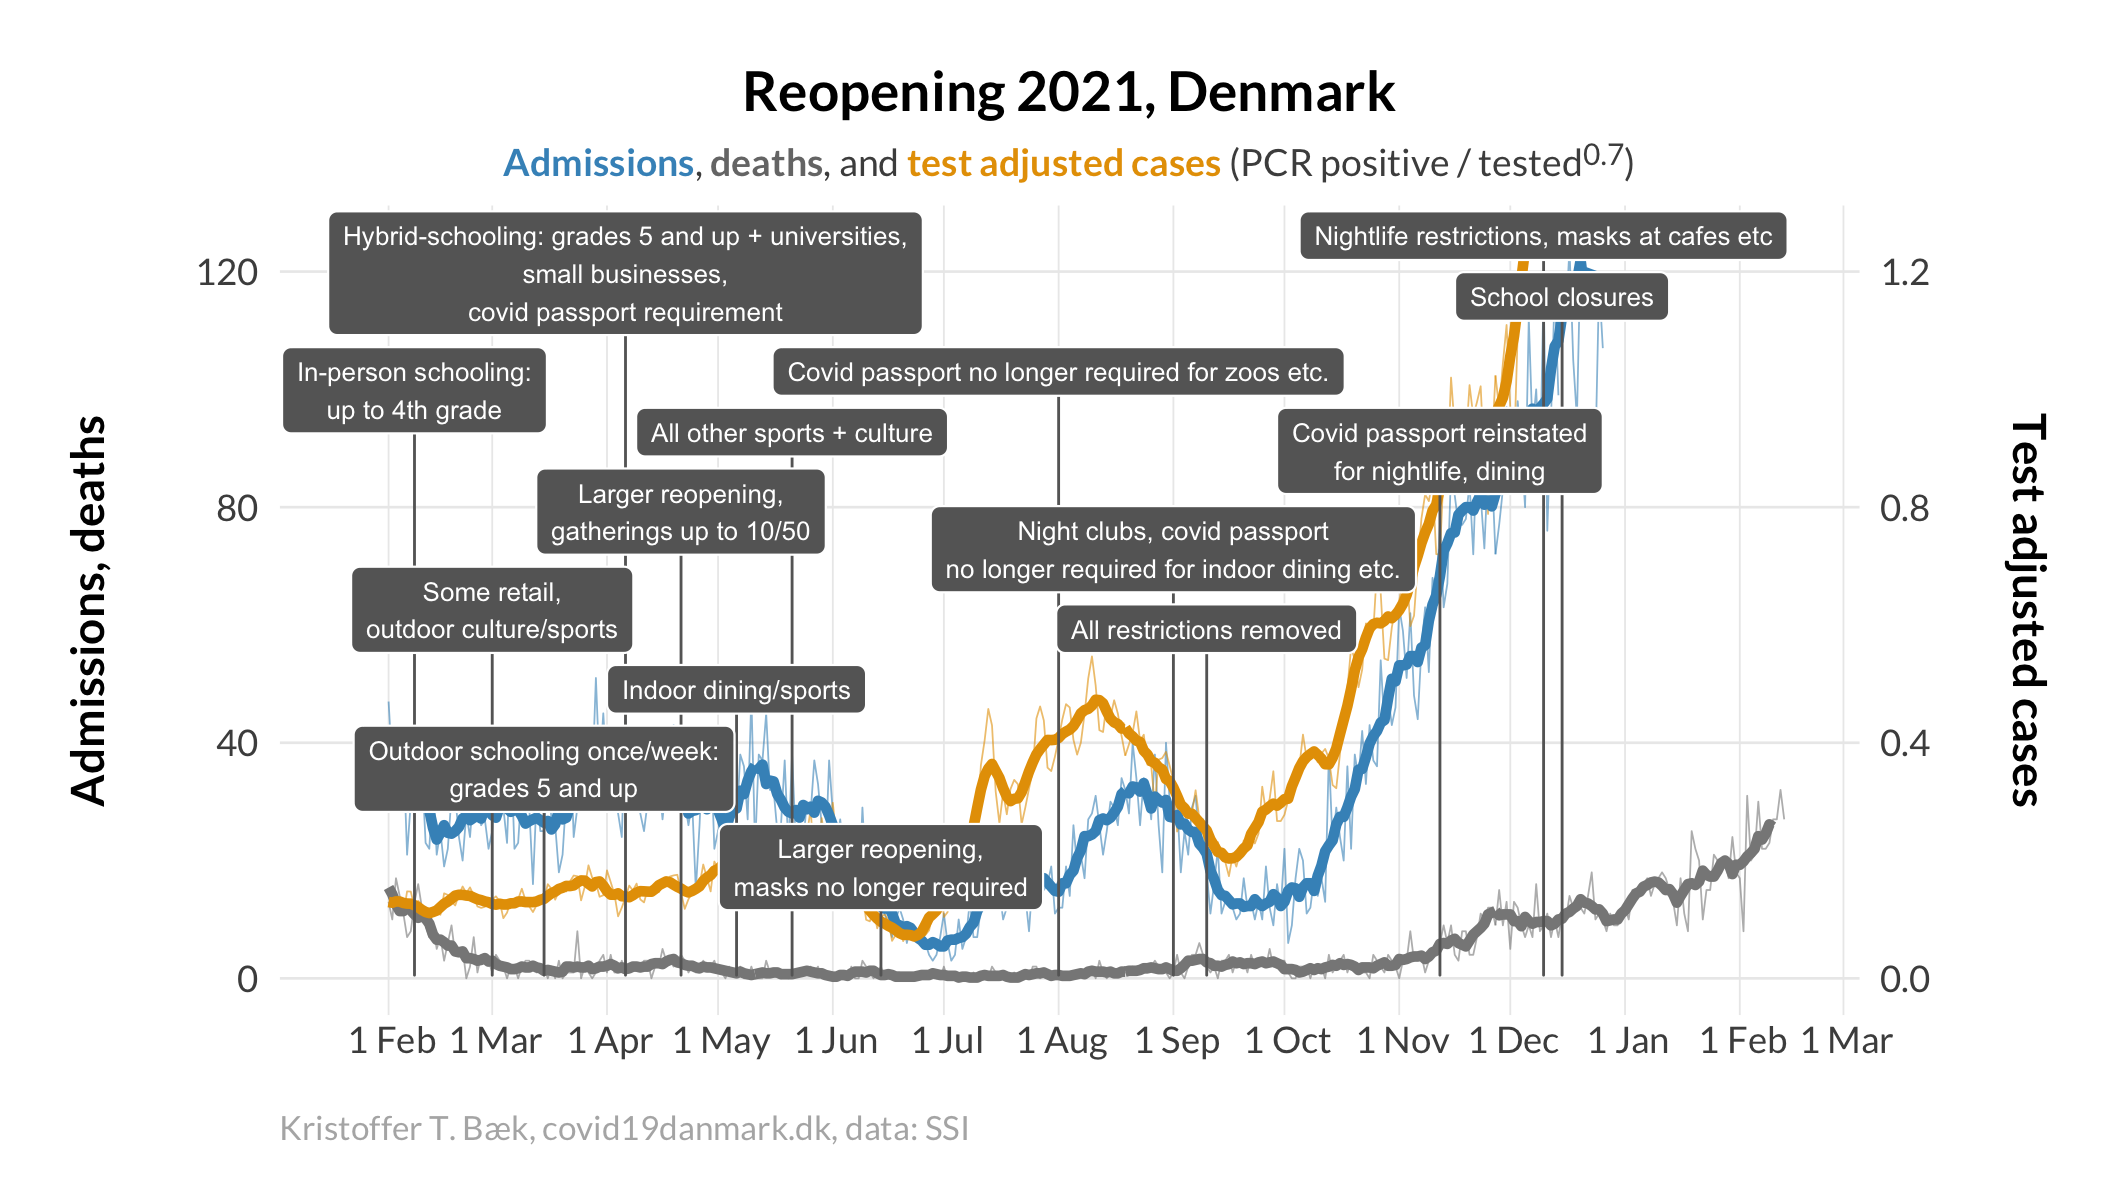 Reopening 2021, Denmark
Admissions, deaths, and test adjusted cases (PCR positive / tested^0.7)
Hybrid-schooling: grades 5 and up + universities,
small businesses,
covid passport requirement
Nightlife restrictions, masks at cafes etc
School closures
In-person schooling:
up to 4th grade
Covid passport no longer required for zoos etc.
All other sports + culture
Covid passport reinstated
for nightlife, dining
Larger reopening,
gatherings up to 10/50
Night clubs, covid passport
no longer required for indoor dining etc.
Some retail,
outdoor culture/sports
All restrictions removed
Indoor dining/sports
Outdoor schooling once/week:
grades 5 and up
Larger reopening,
masks no longer required
Admissions, deaths
120
80
40
0
Test adjusted cases
1.2
0.8
0.4
0.0
1 Feb 1 Mar 1 Apr 1 May 1 Jun 1 Jul 1 Aug 1 Sep 1 Oct 1 Nov 1 Dec 1 Jan 1 Feb 1 Mar
Kristoffer T. Bæk, covid19danmark.dk, data: SSI